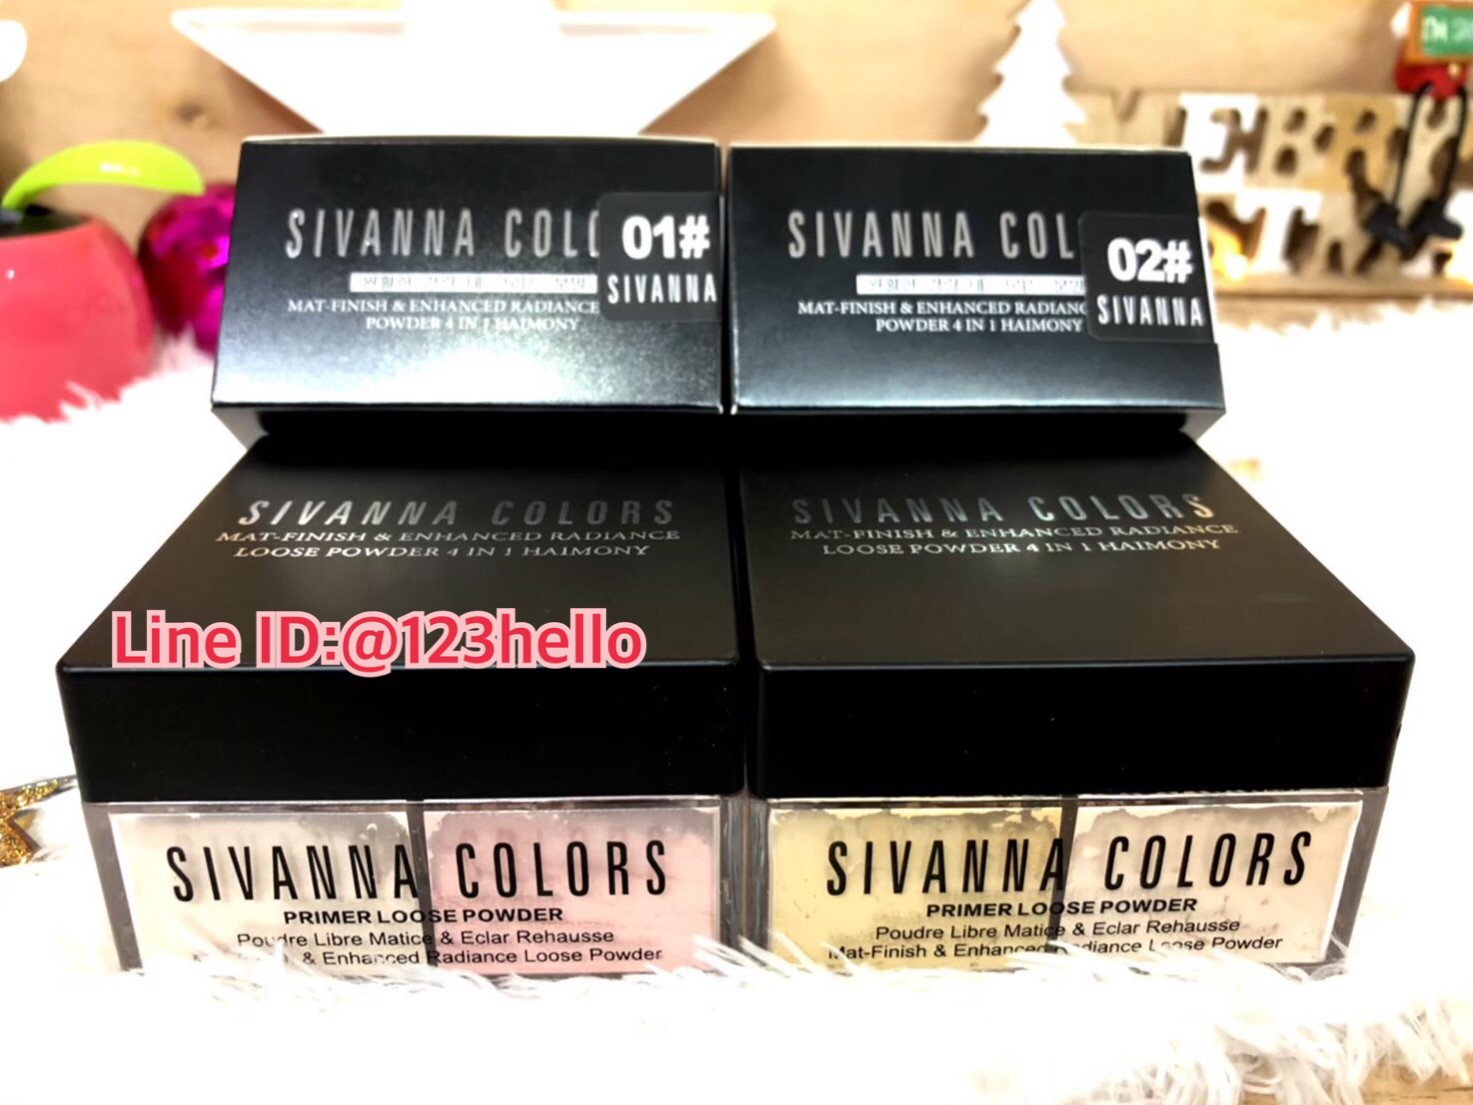 MERRY
SIVANNA COLO
01#
SIVANNA
MAT-FINISH & ENHANCED RADIANCE
POWDER 4 IN 1 HAIMONY
SIVANNA COL
02#
SIVANNA
MAT-FINISH & ENHANCED RADIANC
POWDER 4 IN 1 HAIMONY
SIVANNA COLORS
MAT-FINISH & ENHANCED RADIANCE
LOOSE POWDER 4 IN 1 HAIMONY
SIVANNA COLORS
MAT-FINISH & ENHANCED RADIANCE
LOOSE POWDER 4 IN 1 HAIMONY
Line ID:@123hello
SIVANNA COLORS
PRIMER LOOSE POWDER
Poudre Libre Matice & Eclar Rehausse
& Enhanced Radiance Loose Powder
SIVANNA COLORS
PRIMER LOOSE POWDER
Poudre Libre Matice & Eclar Rehausse
Mat-Finish & Enhanced Radiance Loose Powder